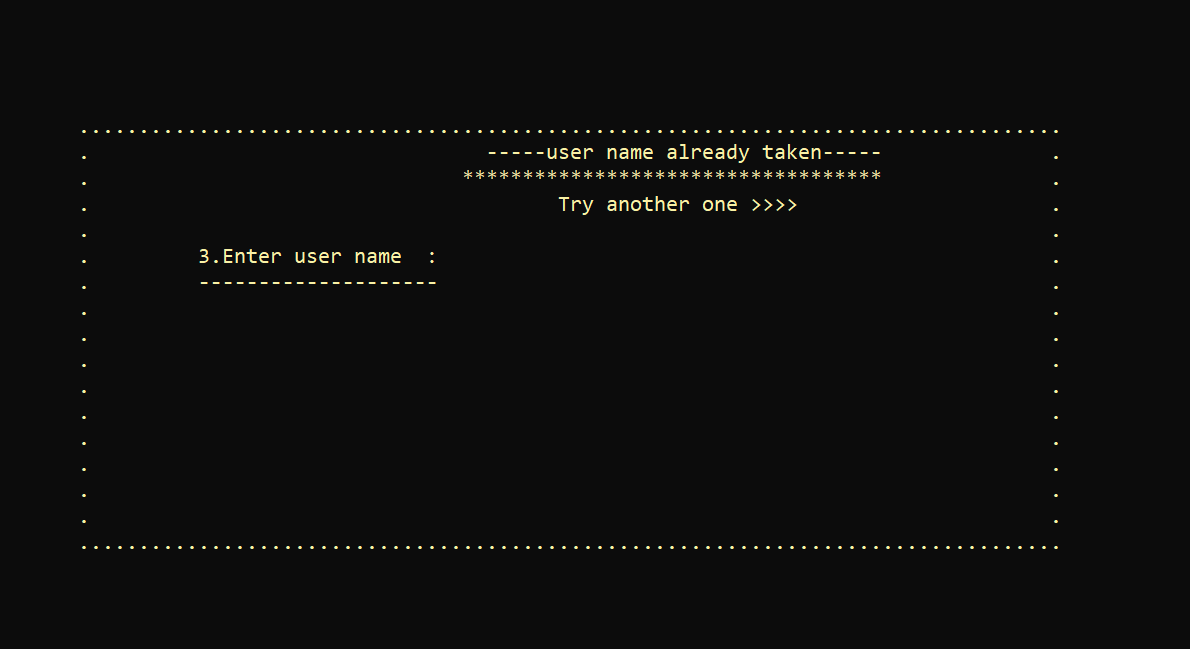 -----user name already taken-----
***********************************
Try another one >>>>
3.Enter user name  :
--------------------